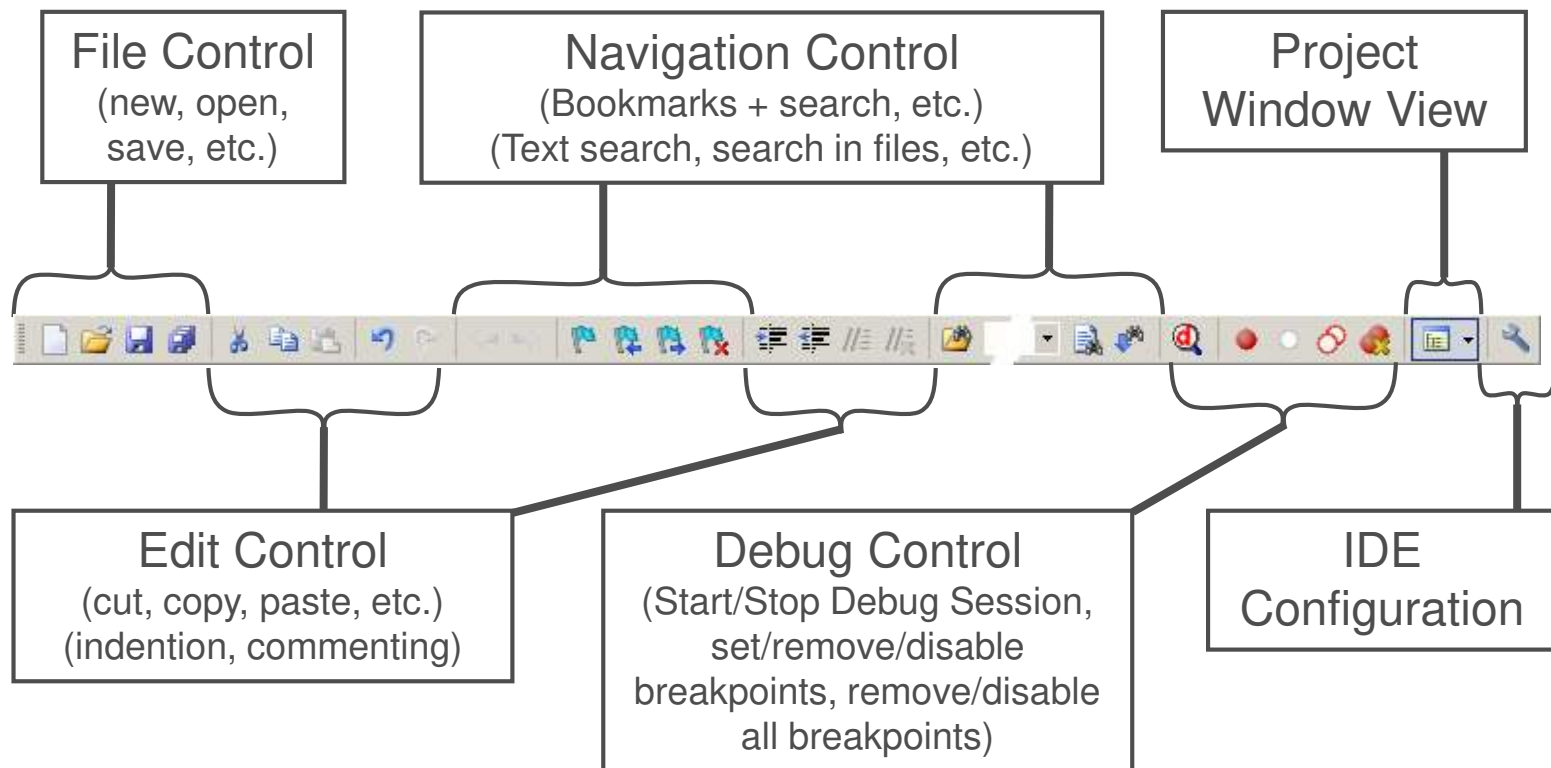 File Control
(new, open,
save, etc.)
Navigation Control
(Bookmarks + search, etc.)
(Text search, search in files, etc.)
Project
Window View
d
Edit Control
(cut, copy, paste, etc.)
(indention, commenting)
Debug Control
(Start/Stop Debug Session,
set/remove/disable
breakpoints, remove/disable
all breakpoints)
IDE
Configuration